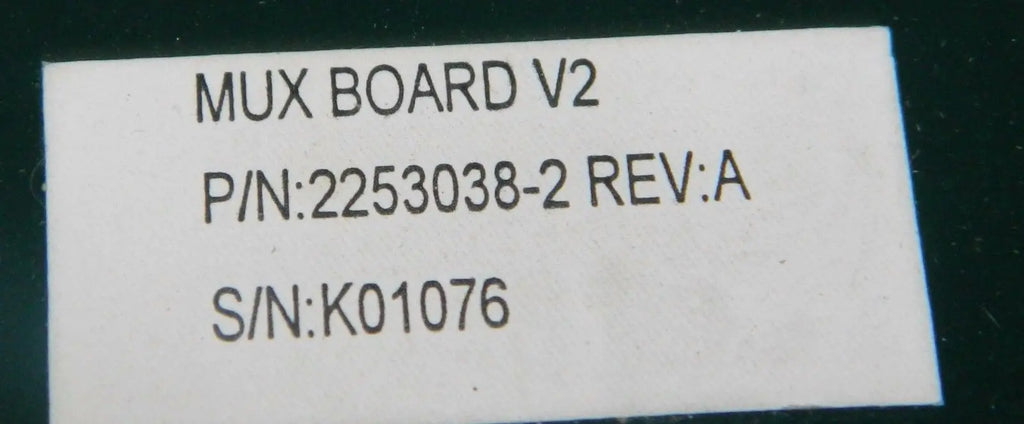 MUX BOARD V2
P/N:2253038-2 REV:A
S/N:K01076